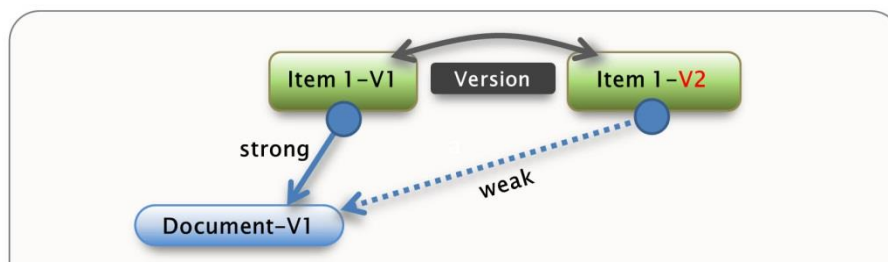 Item 1-V1
Version
Item 1-V2
strong
weak
Document-V1